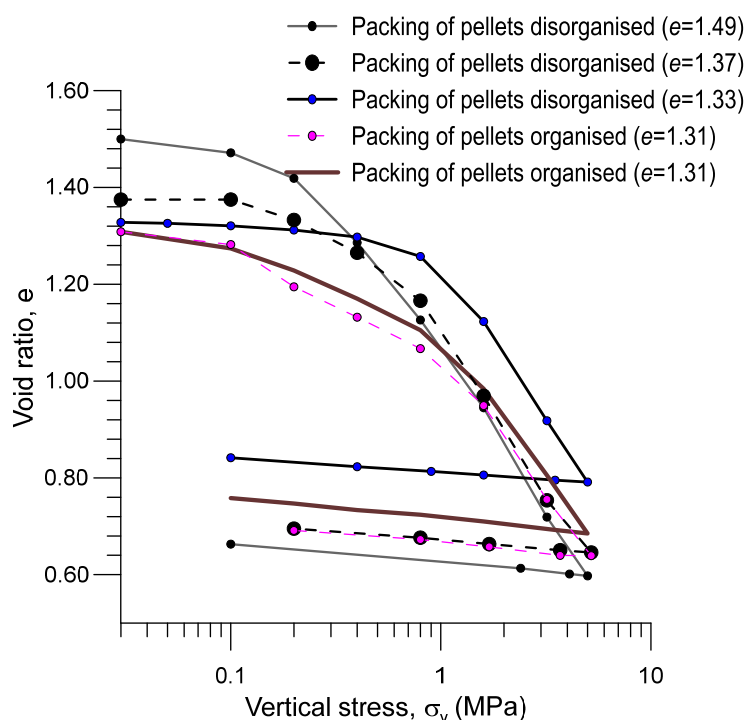 Packing of pellets disorganised (e=1.49)
Packing of pellets disorganised (e=1.37)
Packing of pellets disorganised (e=1.33)
Packing of pellets organised (e=1.31)
Packing of pellets organised (e=1.31)
1.60
1.40
1.20
1.00
0.80
0.60
Void ratio, e
0.1 1 10
Vertical stress, σv (MPa)